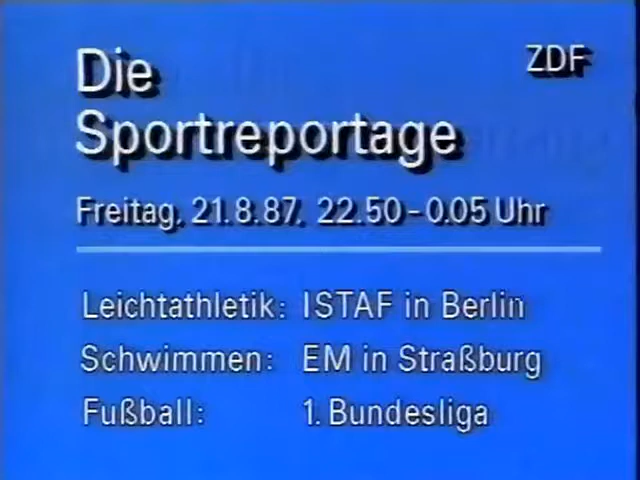 Die
ZDF
Sportreportage
Freitag, 21.8.87, 22.50-0.05 Uhr
Leichtathletik: ISTAF in Berlin
Schwimmen: EM in Straßburg
Fußball: 1. Bundesliga